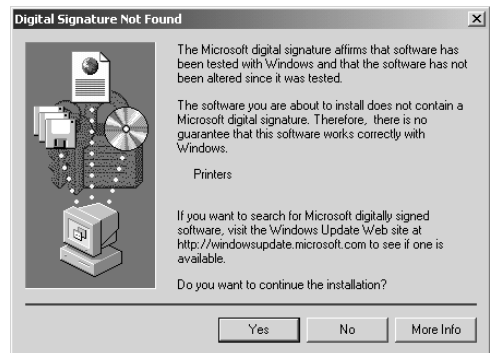 Digital Signature Not Found
The Microsoft digital signature affirms that software has
been tested with Windows and that the software has not
been altered since it was tested.
The software you are about to install does not contain a
Microsoft digital signature. Therefore, there is no
guarantee that this software works correctly with
Windows.
Printers
If you want to search for Microsoft digitally signed
software, visit the Windows Update Web site at
http://windowsupdate.microsoft.com to see if one is
available.
Do you want to continue the installation?
Yes No More Info